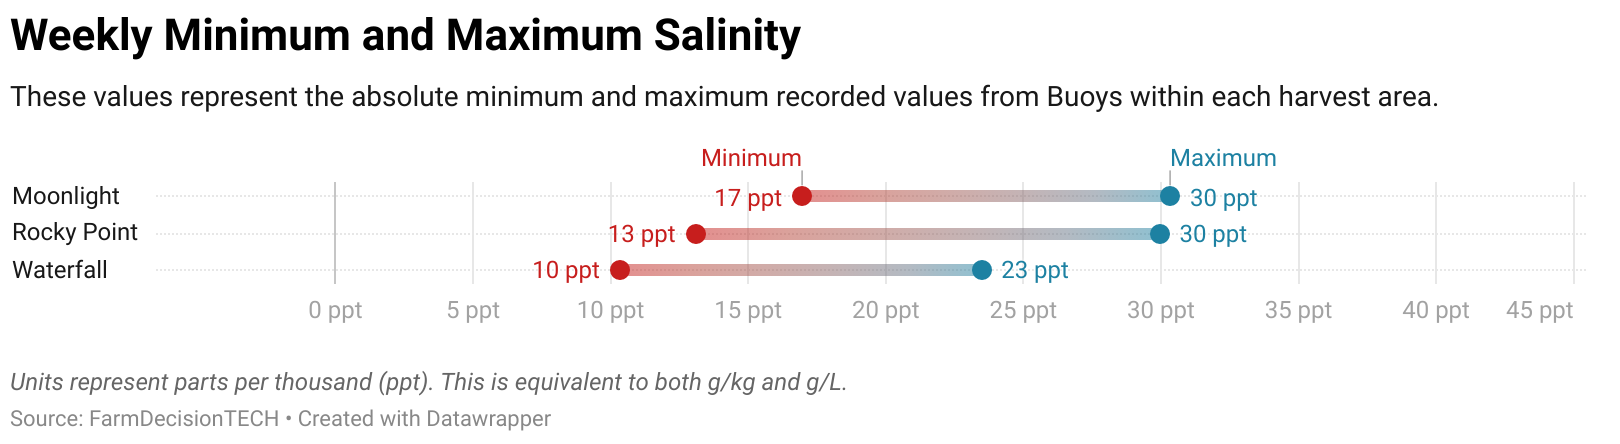 Weekly Minimum and Maximum Salinity
These values represent the absolute minimum and maximum recorded values from Buoys within each harvest area.
Minimum Maximum
Moonlight 17 ppt 30 ppt
Rocky Point 13 ppt 30 ppt
Waterfall 10 ppt 23 ppt
0 ppt 5 ppt 10 ppt 15 ppt 20 ppt 25 ppt 30 ppt 35 ppt 40 ppt 45 ppt
Units represent parts per thousand (ppt). This is equivalent to both g/kg and g/L.
Source: FarmDecisionTECH • Created with Datawrapper